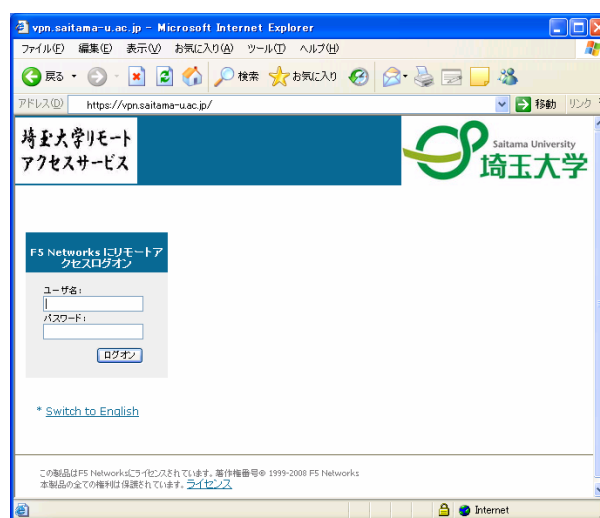 vpn.saitama-u.ac.jp - Microsoft Internet Explorer
ファイル(F) 編集(E) 表示(V) お気に入り(A) ツール(T) ヘルプ(H)
戻る 検索 お気に入り
アドレス(D) https://vpn.saitama-u.ac.jp/ 移動 リンク
埼玉大学リモート
アクセスサービス
Saitama University
埼玉大学
F5 Networks にリモートア
クセスログオン
ユーザ名:
パスワード:
ログオン
* Switch to English
この製品はF5 Networksにライセンスされています。著作権番号© 1999-2008 F5 Networks
本製品の全ての権利は保護されています。ライセンス
Internet